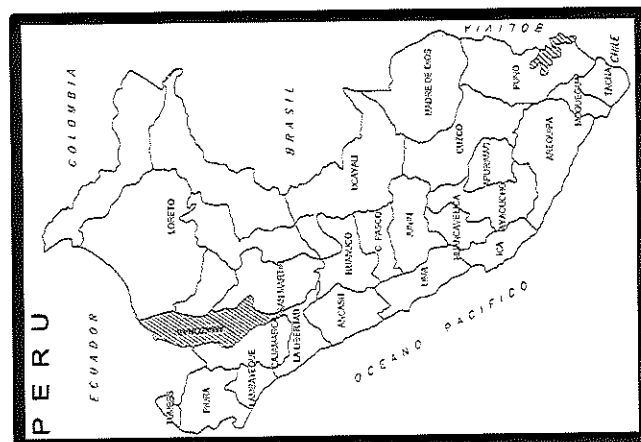 PERU
ECUADOR
COLOMBIA
BRASIL
BOLIVIA
CHILE
OCEANO PACIFICO
TUMBES
PIURA
LAMBAYEQUE
CAJAMARCA
LA LIBERTAD
AMAZONAS
SAN MARTIN
LORETO
ANCASH
HUANUCO
C. PASCO
UCAYALI
LIMA
JUNIN
HUANCAVELICA
ICA
AYACUCHO
APURIMAC
CUZCO
MADRE DE DIOS
AREQUIPA
PUNO
MOQUEGUA
TACNA